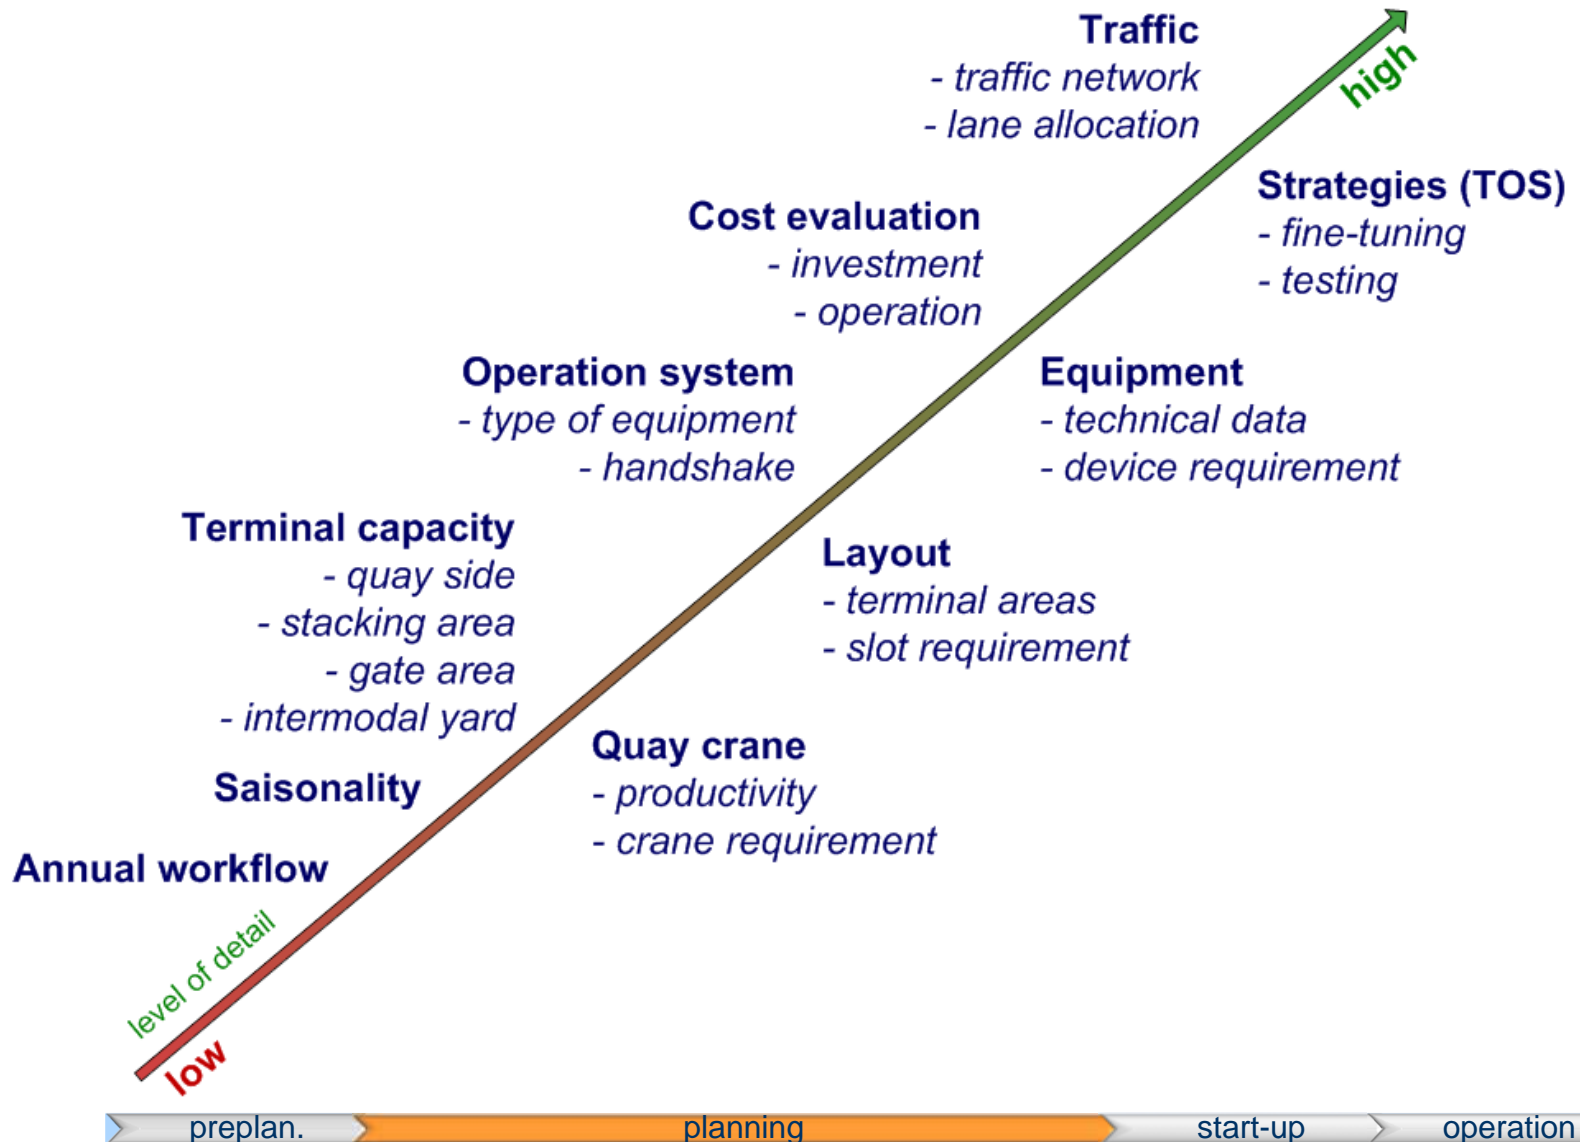 Traffic
- traffic network
- lane allocation
high
Strategies (TOS)
- fine-tuning
- testing
Cost evaluation
- investment
- operation
Operation system
- type of equipment
- handshake
Equipment
- technical data
- device requirement
Terminal capacity
- quay side
- stacking area
- gate area
- intermodal yard
Layout
- terminal areas
- slot requirement
Quay crane
- productivity
- crane requirement
Saisonality
Annual workflow
level of detail
low
preplan.
planning
start-up
operation